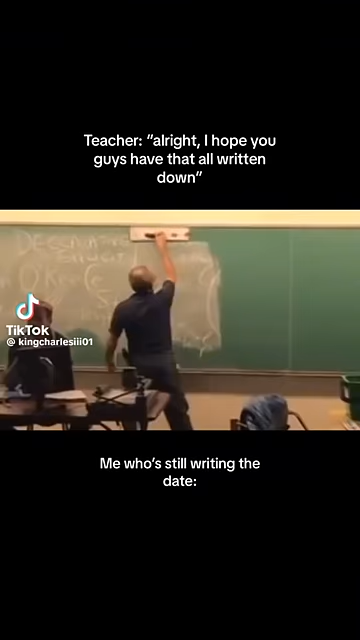 Teacher: “alright, I hope you
guys have that all written
down”
TikTok
@ kingcharlesiii01
Me who’s still writing the
date: